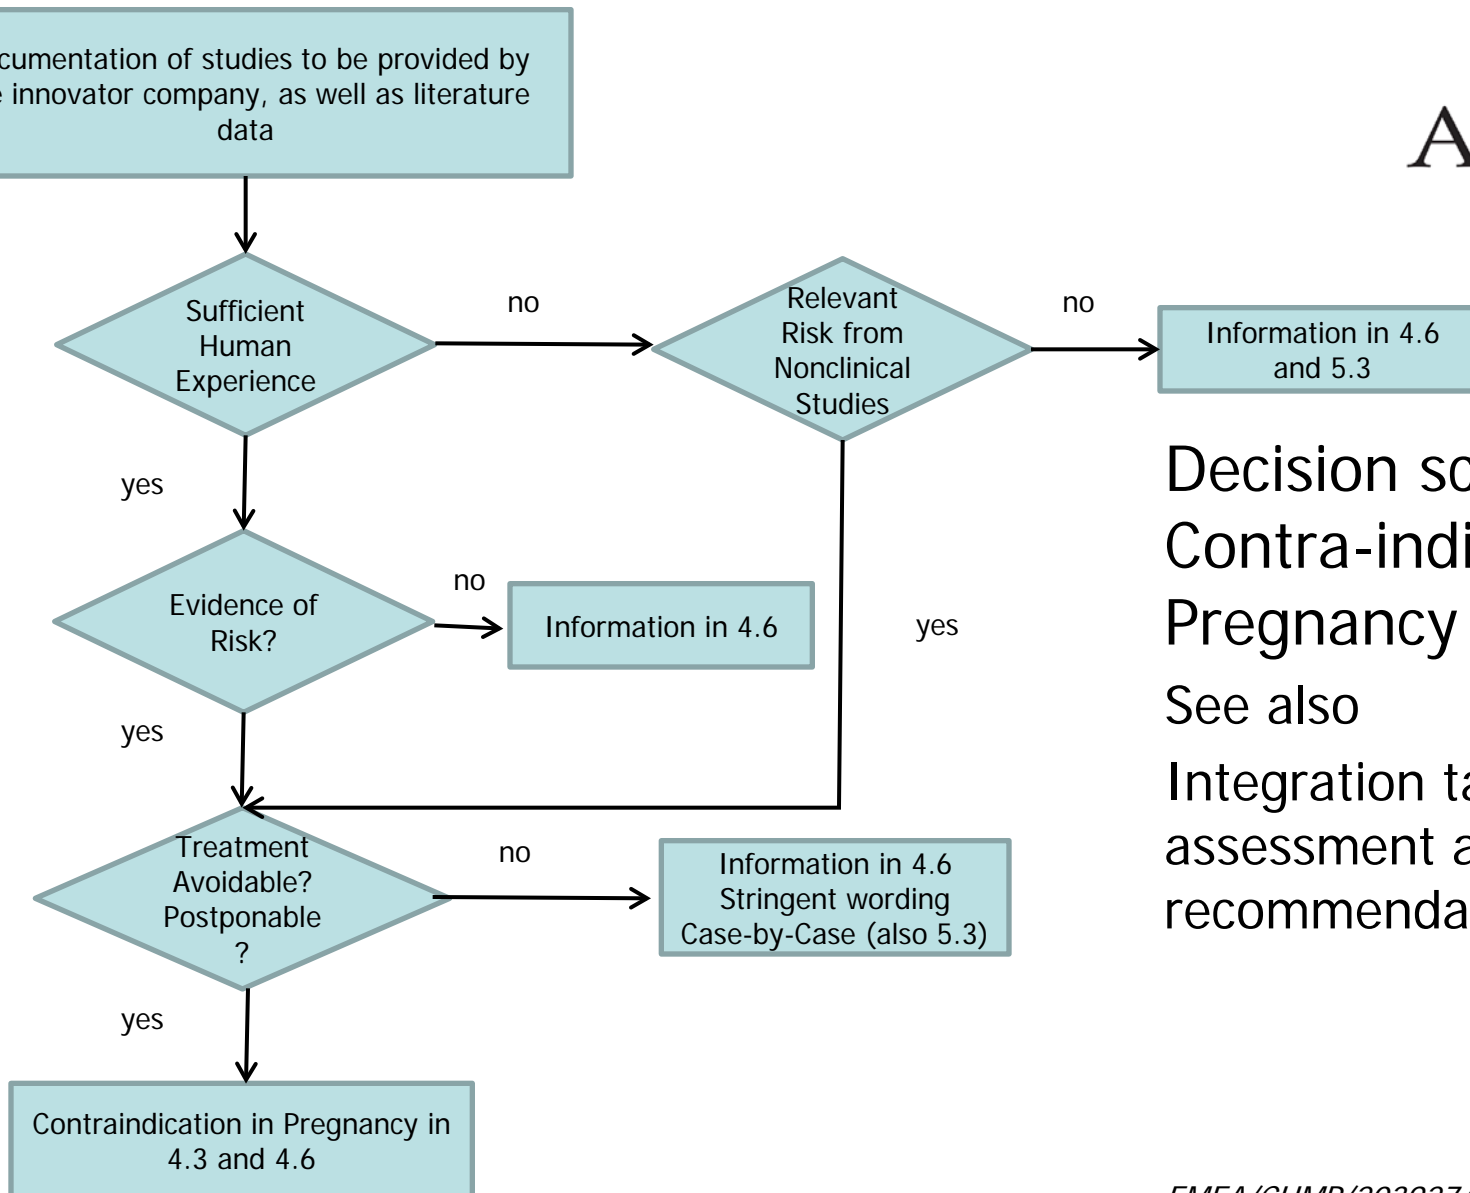 cumentation of studies to be provided by
innovator company, as well as literature
data
A
Sufficient
Human
Experience
no
Relevant
Risk from
Nonclinical
Studies
no
Information in 4.6
and 5.3
yes
Decision sc
Contra-indi
Pregnancy
Evidence of
Risk?
no
Information in 4.6
yes
See also
yes
Integration ta
assessment a
recommenda
Treatment
Avoidable?
Postponable
?
no
Information in 4.6
Stringent wording
Case-by-Case (also 5.3)
yes
Contraindication in Pregnancy in
4.3 and 4.6